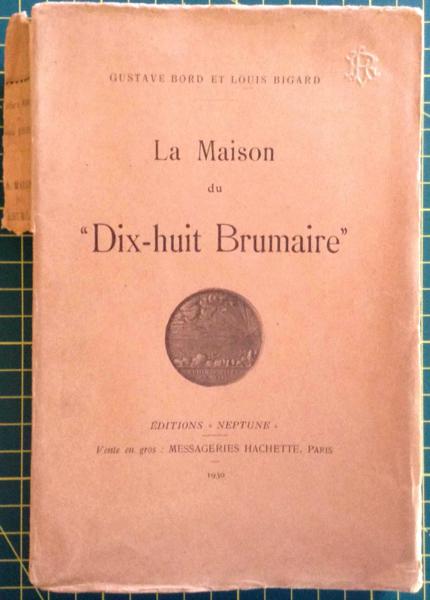 GUSTAVE BORD ET LOUIS BIGARD
La Maison
du
"Dix-huit Brumaire"
ÉDITIONS « NEPTUNE »
Vente en gros : MESSAGERIES HACHETTE, PARIS
1930